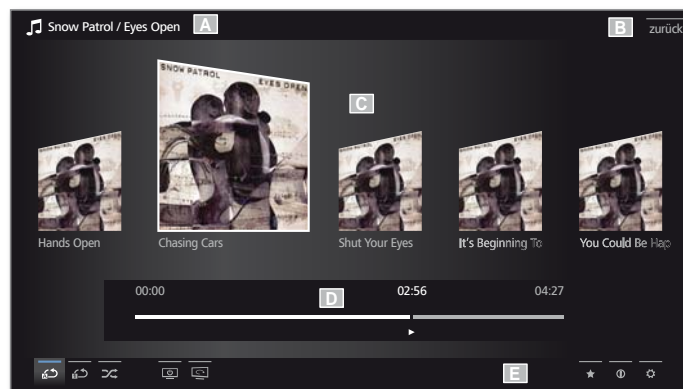 Snow Patrol / Eyes Open A B zurück
C
SNOW PATROL EYES OPEN
Hands Open Chasing Cars Shut Your Eyes It's Beginning To You Could Be Hap
00:00 D 02:56 04:27
E